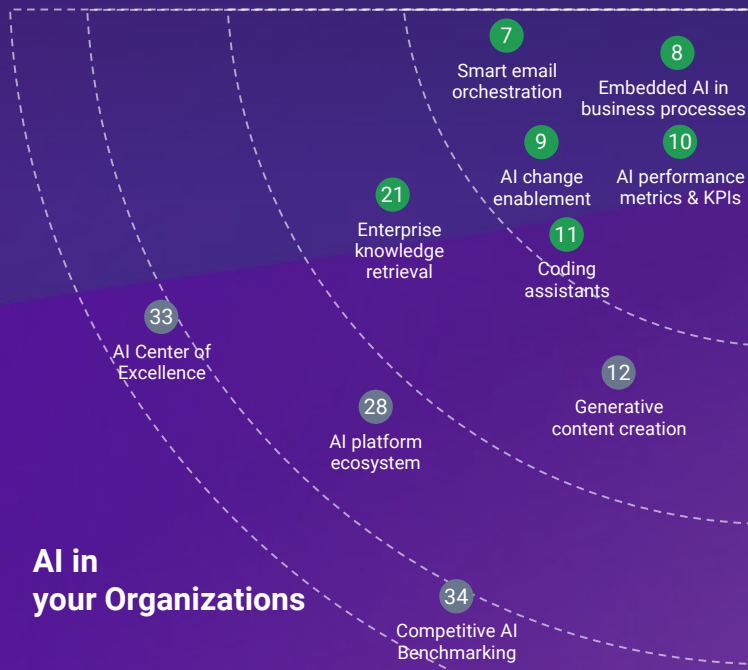 7
Smart email
orchestration
8
Embedded AI in
business processes
9
AI change
enablement
10
AI performance
metrics & KPIs
21
Enterprise
knowledge
retrieval
11
Coding
assistants
33
AI Center of
Excellence
12
Generative
content creation
28
AI platform
ecosystem
AI in
your Organizations
34
Competitive AI
Benchmarking